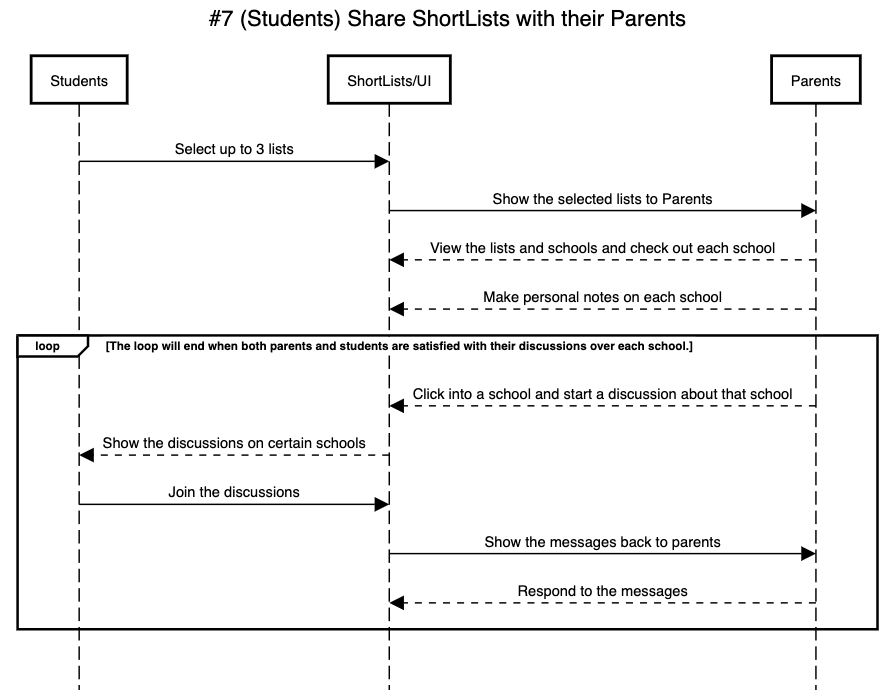 #7 (Students) Share ShortLists with their Parents
Students
ShortLists/UI
Parents
Select up to 3 lists
Show the selected lists to Parents
View the lists and schools and check out each school
Make personal notes on each school
loop
[The loop will end when both parents and students are satisfied with their discussions over each school.]
Click into a school and start a discussion about that school
Show the discussions on certain schools
Join the discussions
Show the messages back to parents
Respond to the messages